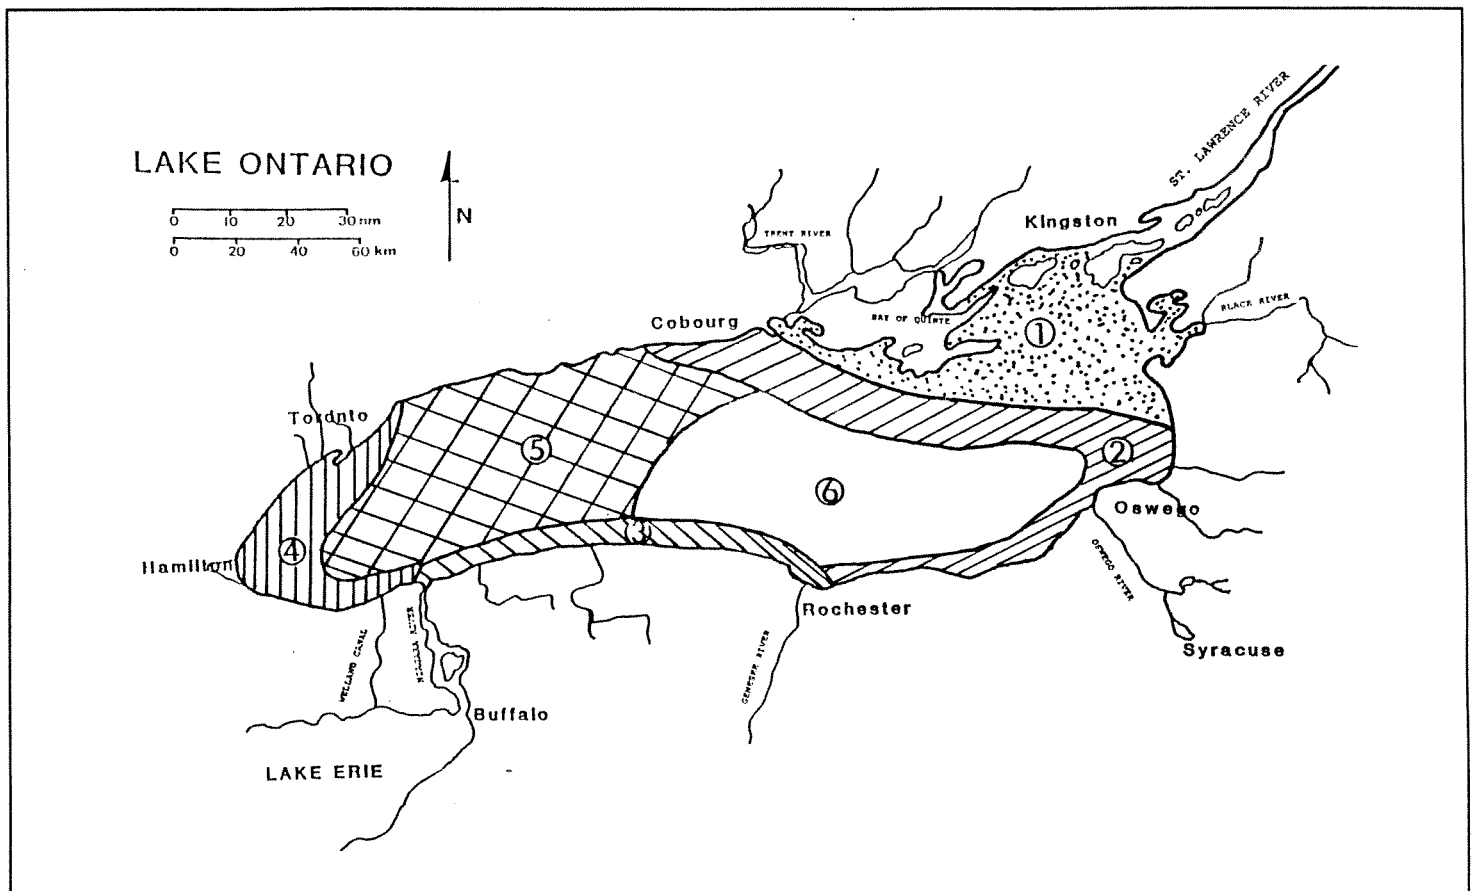 ST. LAWRENCE RIVER
LAKE ONTARIO
N
0 10 20 30 nm
0 20 40 60 km
Kingston
TRENT RIVER
BLACK RIVER
BAY OF QUINTE
Cobourg
1
Toronto
5
2
6
Oswego
3
4
Hamilton
OSWEGO RIVER
Rochester
WELLAND CANAL
NIAGARA RIVER
GENESEE RIVER
Syracuse
Buffalo
LAKE ERIE